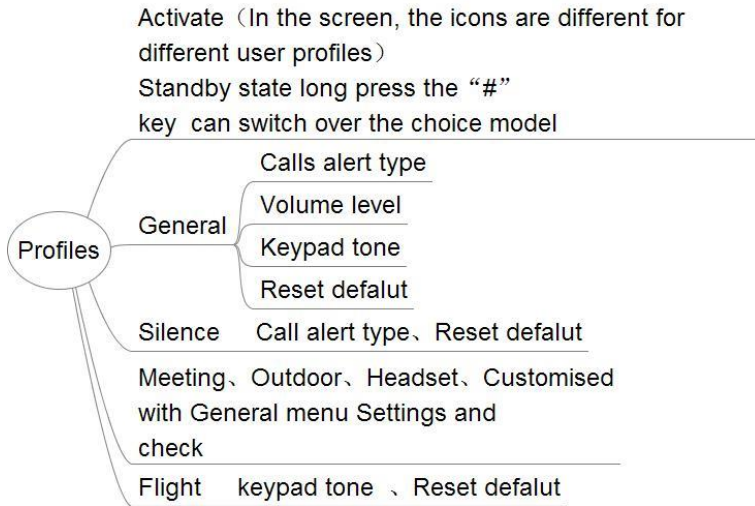 Activate（In the screen, the icons are different for
different user profiles）
Standby state long press the “#”
key can switch over the choice model
Profiles
General
Calls alert type
Volume level
Keypad tone
Reset defalut
Silence Call alert type、Reset defalut
Meeting、Outdoor、Headset、Customised
with General menu Settings and
check
Flight keypad tone 、Reset defalut